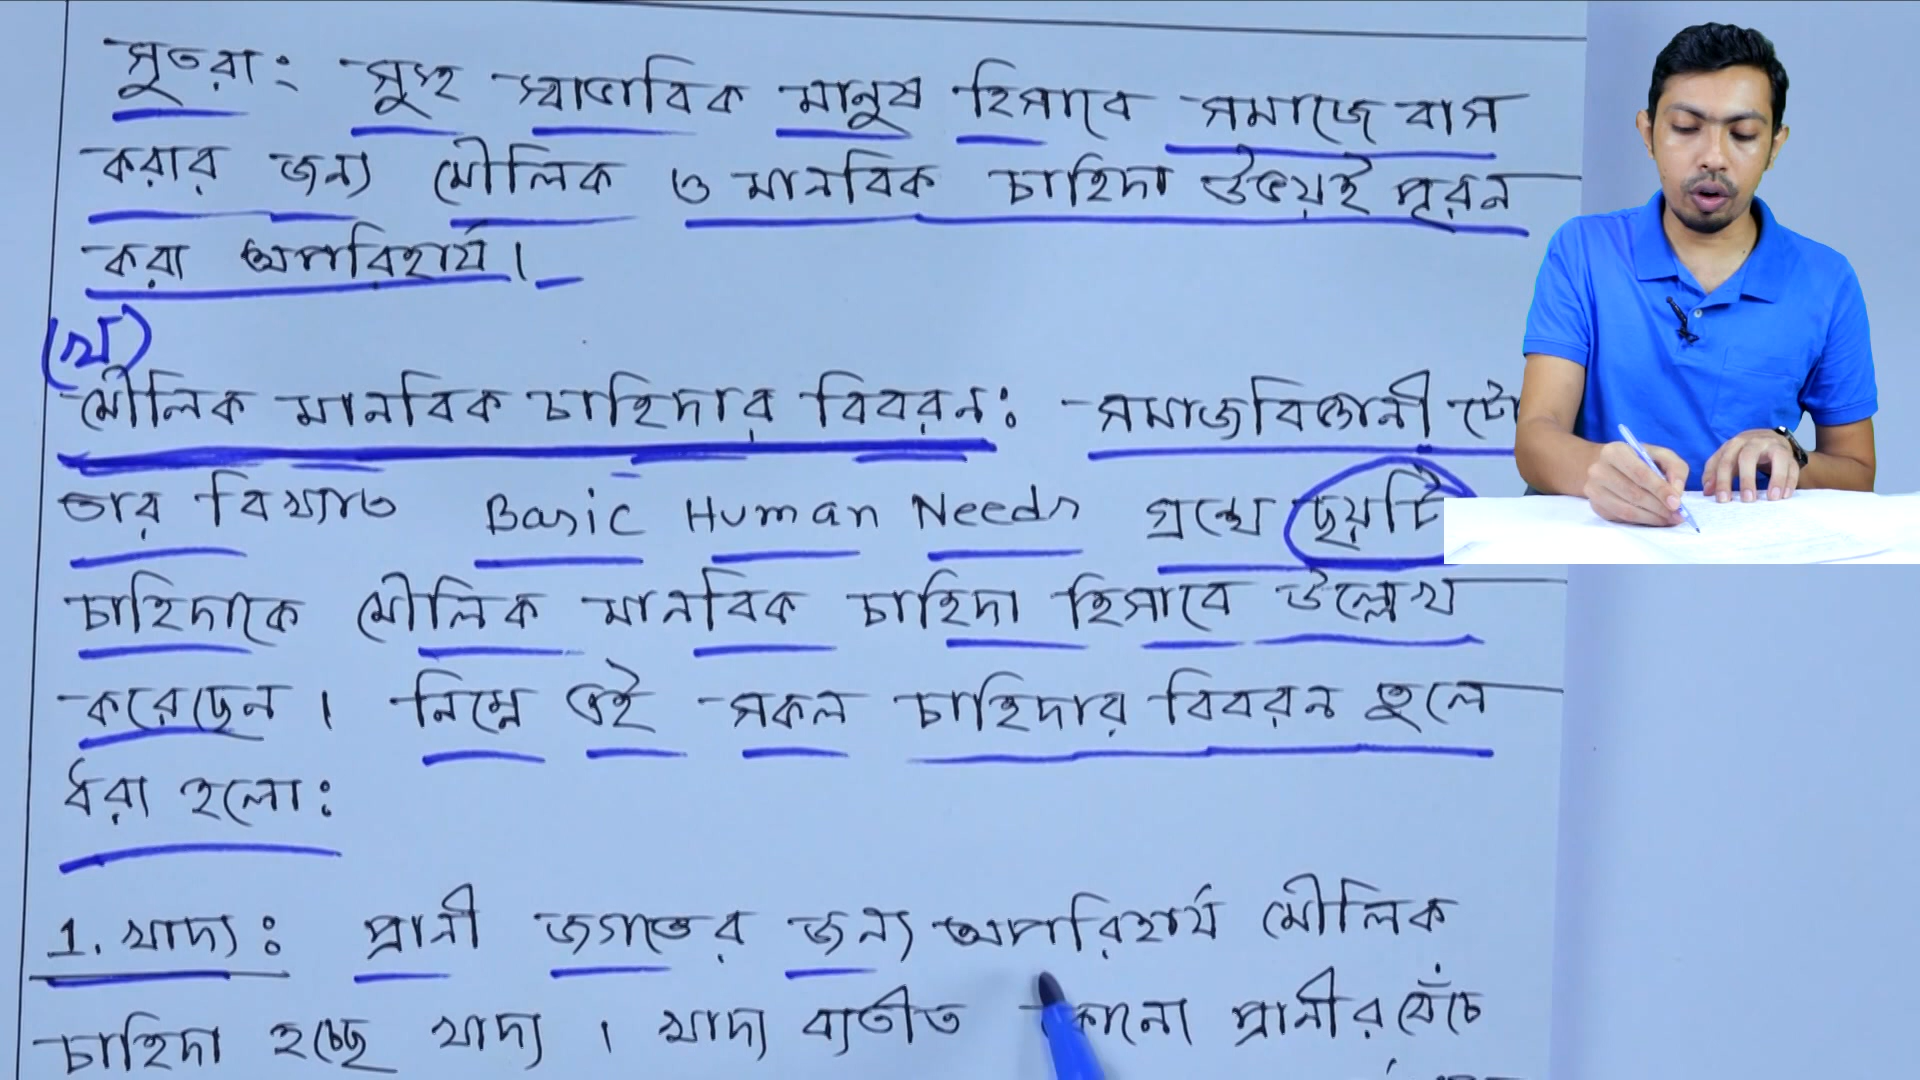 সুতরাং সুস্থ স্বাভাবিক মানুষ হিসাবে সমাজে বাস
করার জন্য মৌলিক ও মানবিক চাহিদা উভয়ই পূরন
করা অপরিহার্য।
(খ)
মৌলিক মানবিক চাহিদার বিবরন: সমাজবিজ্ঞানী
তার বিখ্যাত Basic Human Needs গ্রন্থে ছয়টি
চাহিদাকে মৌলিক মানবিক চাহিদা হিসাবে উল্লেখ
করেছেন। নিম্নে এই সকল চাহিদার বিবরন তুলে
ধরা হলো:
1. খাদ্য: প্রানী জগতের জন্য অপরিহার্য মৌলিক
চাহিদা হচ্ছে খাদ্য। খাদ্য ব্যতীত কোনো প্রানীর বেঁচে